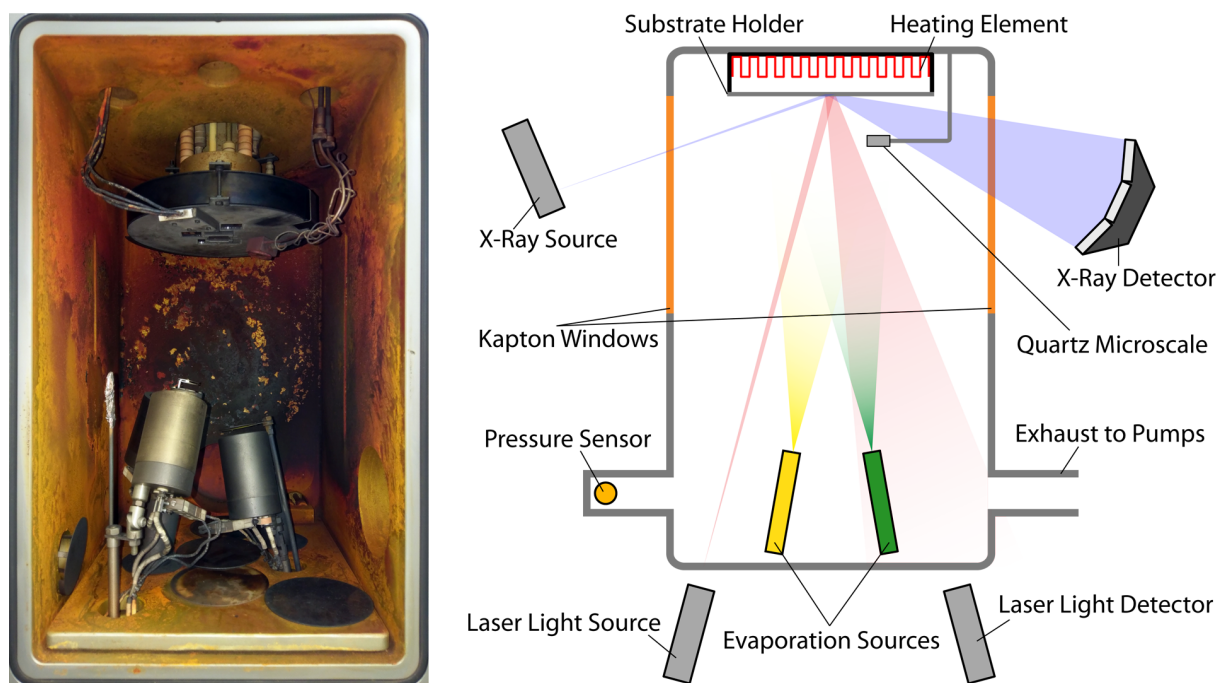 Substrate Holder
Heating Element
X-Ray Source
X-Ray Detector
Kapton Windows
Quartz Microscale
Pressure Sensor
Exhaust to Pumps
Laser Light Source
Evaporation Sources
Laser Light Detector